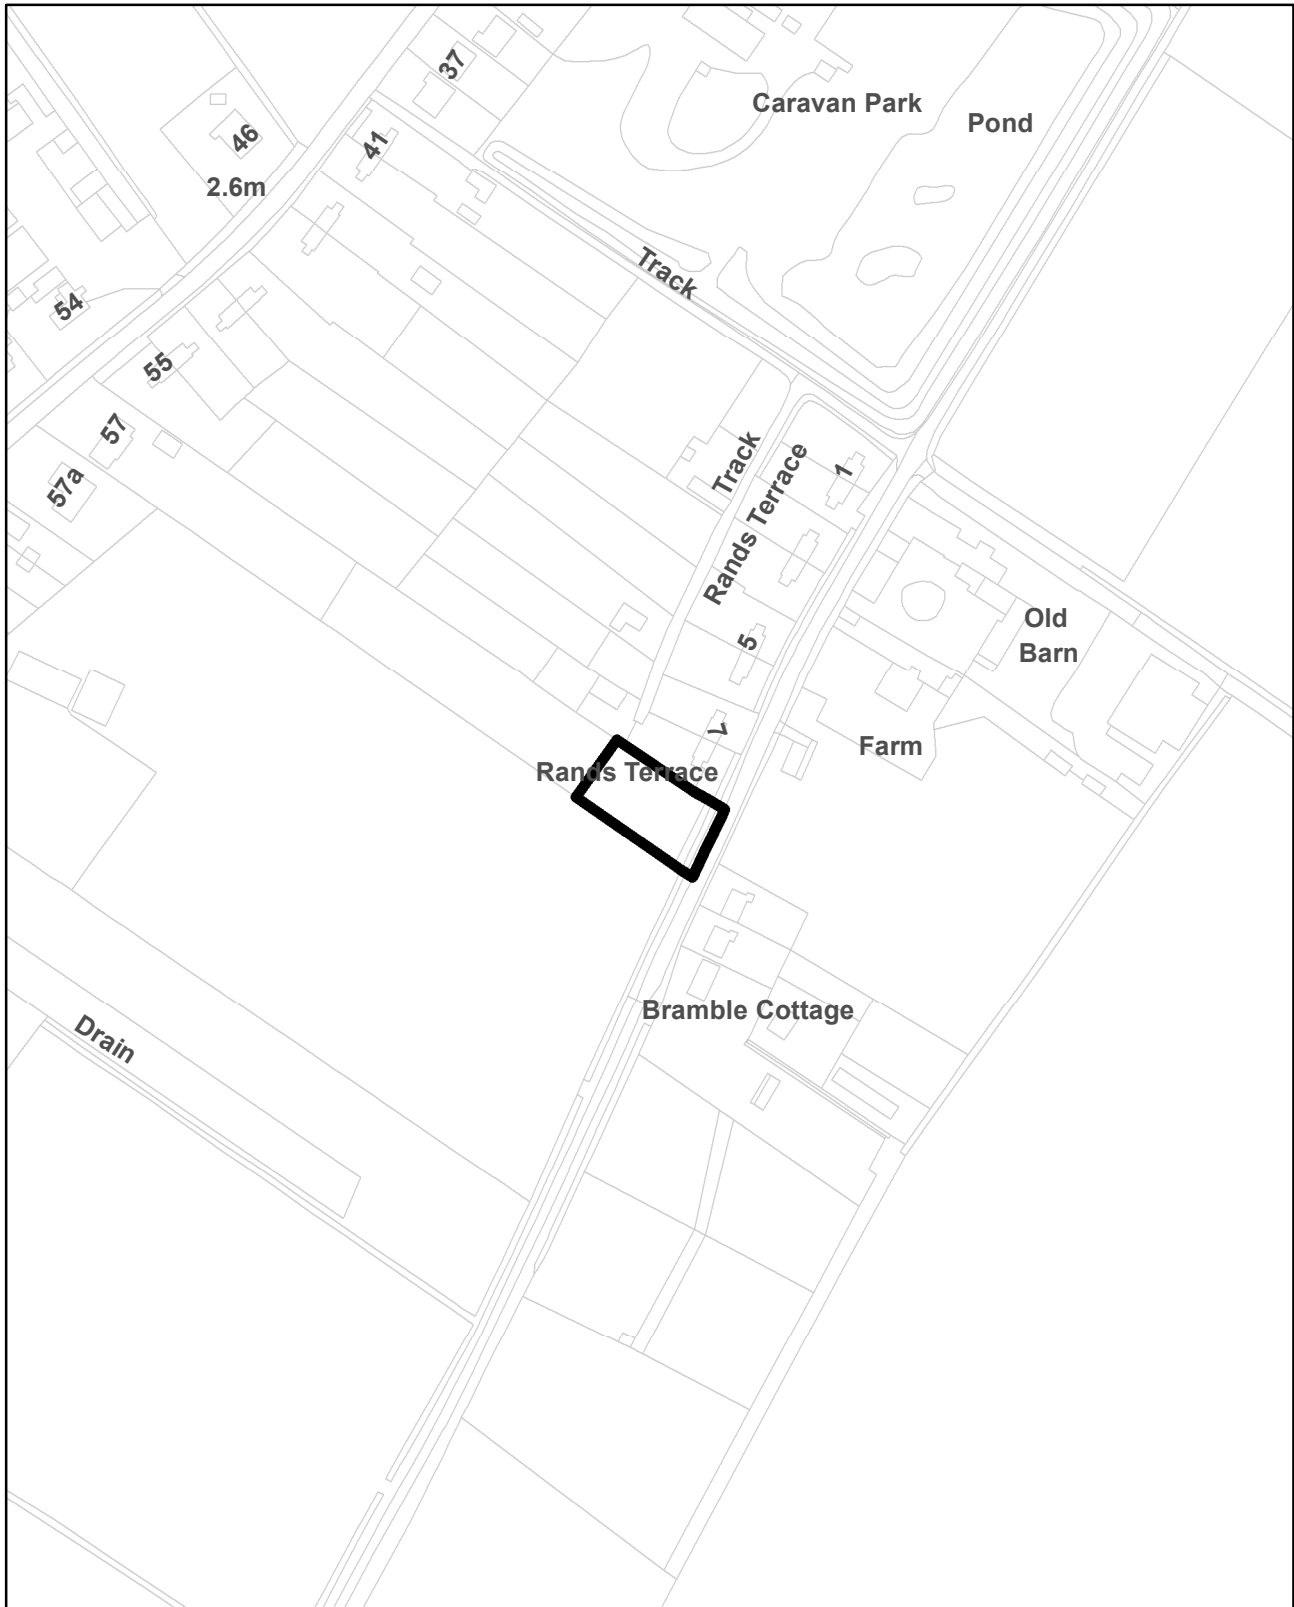 37
Caravan Park
Pond
46
41
2.6m
Track
54
55
57
57a
Track
Rands Terrace
1
5
Old
Barn
7
Farm
Rands Terrace
Bramble Cottage
Drain